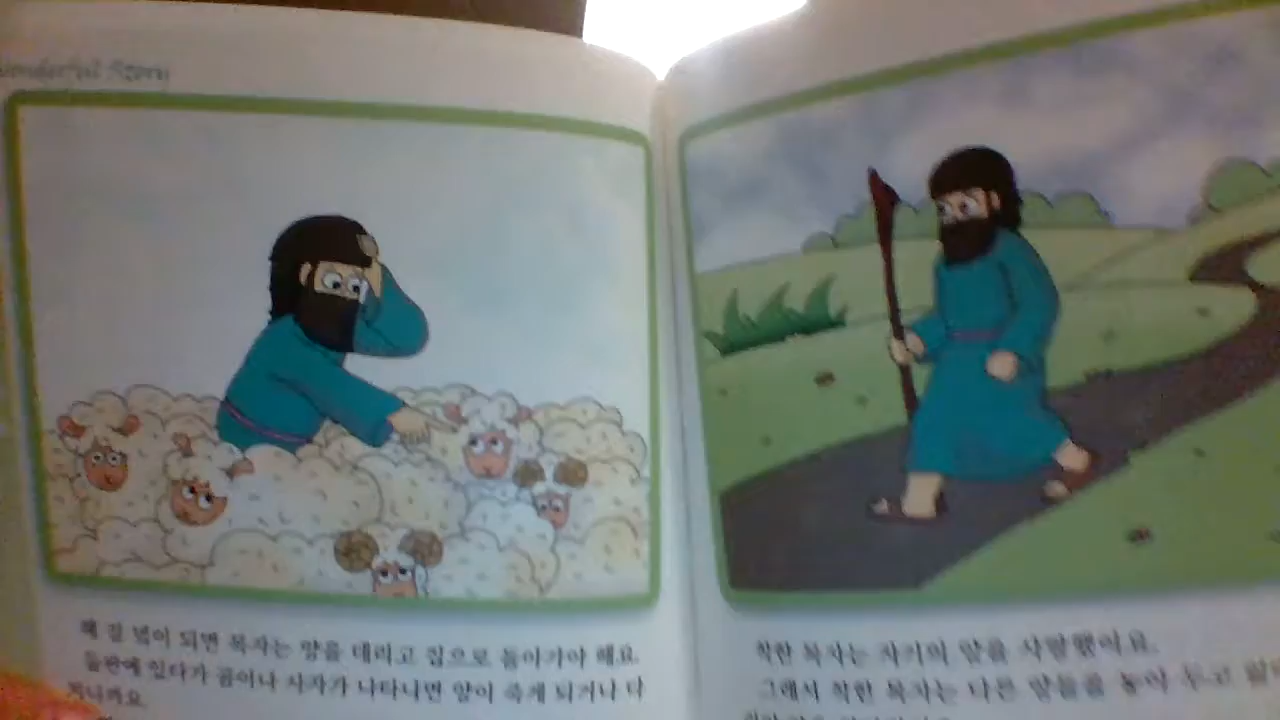 Wonderful Story
해 질 녘이 되면 목자는 양을 데리고 집으로 돌아가야 해요.
들판에 있다가 곰이나 사자가 나타나면 양이 죽게 되거나 다
치니까요.
착한 목자는 자기의 양을 사랑했어요.
그래서 착한 목자는 다른 양들을 놓아 두고